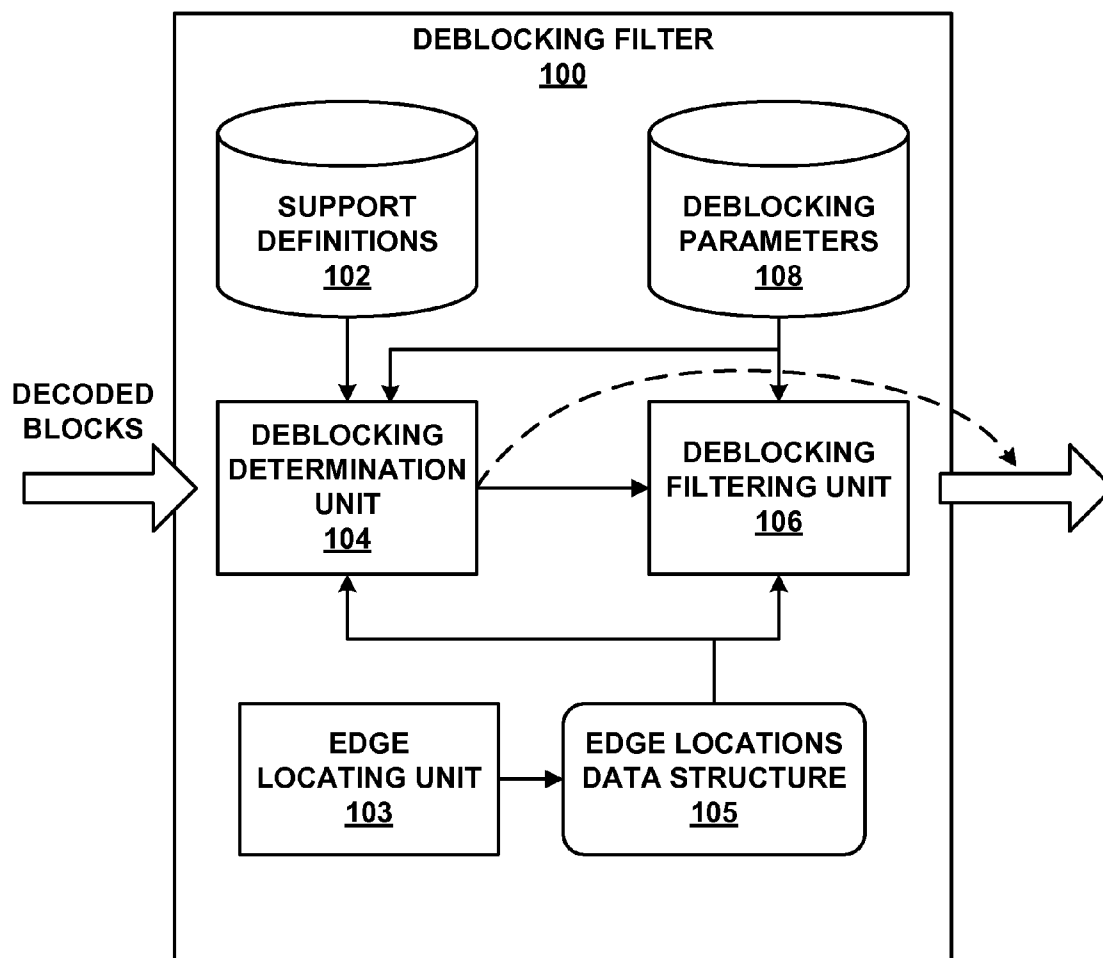 DEBLOCKING FILTER
100
SUPPORT
DEFINITIONS
102
DEBLOCKING
PARAMETERS
108
DECODED
BLOCKS
DEBLOCKING
DETERMINATION
UNIT
104
DEBLOCKING
FILTERING UNIT
106
EDGE
LOCATING UNIT
103
EDGE LOCATIONS
DATA STRUCTURE
105